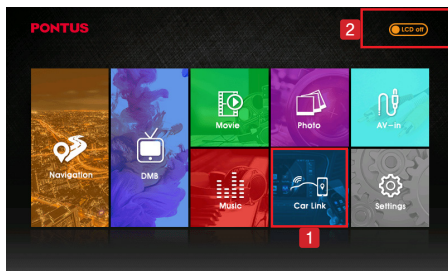 PONTUS
2
LCD off
Navigation
DMB
Movie
Photo
AV-in
Music
Car Link
Settings
1